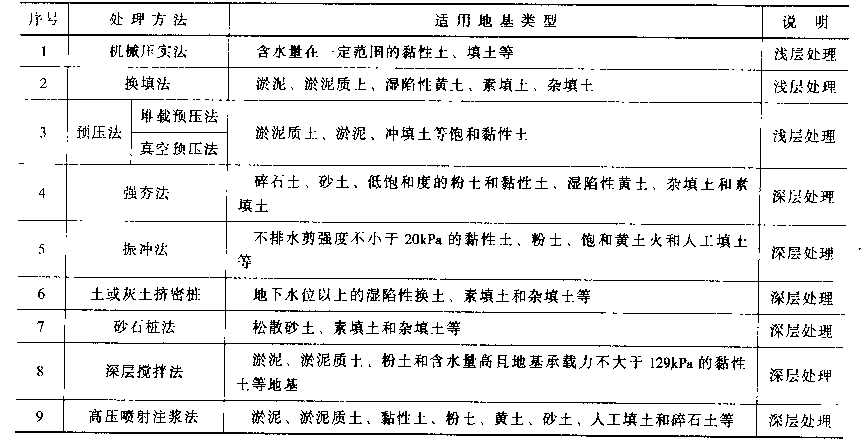 序号 处理方法 适用地基类型 说明
1 机械压实法 含水量在一定范围的黏性土、填土等 浅层处理
2 换填法 淤泥、淤泥质土、湿陷性黄土、素填土、杂填土 浅层处理
堆载预压法
3 预压法 淤泥质土、淤泥、冲填土等饱和黏性土 浅层处理
真空预压法
碎石土、砂土、低饱和度的粉土和黏性土、湿陷性黄土、杂填土和素
4 强夯法 深层处理
填土
不排水剪强度不小于20kPa的黏性土、粉土、饱和黄土火和人工填土
5 振冲法 深层处理
等
6 土或灰土挤密桩 地下水位以上的湿陷性换土、素填土和杂填土等 深层处理
7 砂石桩法 松散砂土、素填土和杂填土等 深层处理
淤泥、淤泥质土、粉土和含水量高且地基承载力不大于129kPa的黏性
8 深层搅拌法 深层处理
土等地基
9 高压喷射注浆法 淤泥、淤泥质土、黏性土、粉土、黄土、砂土、人工填土和碎石土等 深层处理